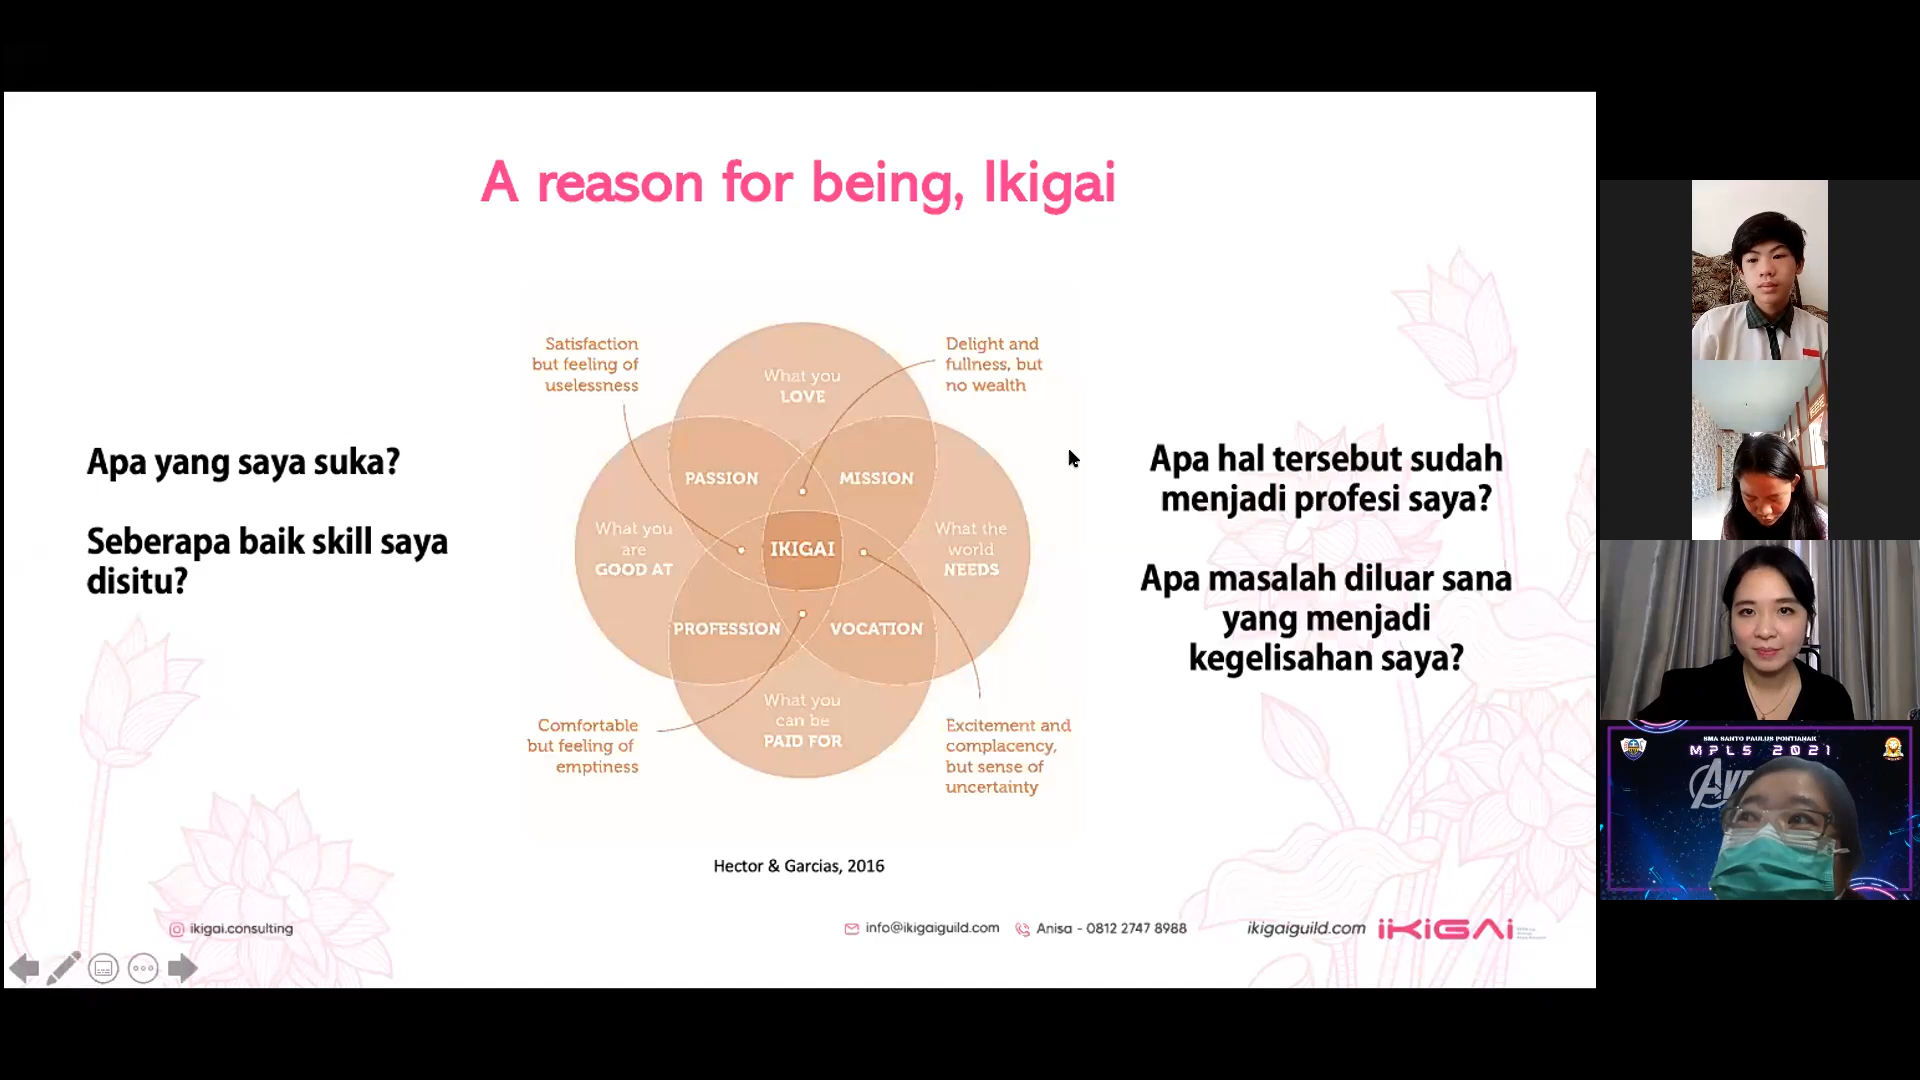 A reason for being, Ikigai
Apa yang saya suka?
Seberapa baik skill saya
disitu?
Satisfaction
but feeling of
uselessness
Delight and
fullness, but
no wealth
What you
LOVE
PASSION
MISSION
What you
are
GOOD AT
IKIGAI
What the
world
NEEDS
PROFESSION
VOCATION
What you
can be
PAID FOR
Comfortable
but feeling of
emptiness
Excitement and
complacency,
but sense of
uncertainty
Hector & Garcias, 2016
Apa hal tersebut sudah
menjadi profesi saya?
Apa masalah diluar sana
yang menjadi
kegelisahan saya?
ikigai.consulting
info@ikigaiguild.com
Anisa - 0812 2747 8988
ikigaiguild.com
iKiGAi
SMA SANTO PAULUS PONTIANAK
MPLS 2021